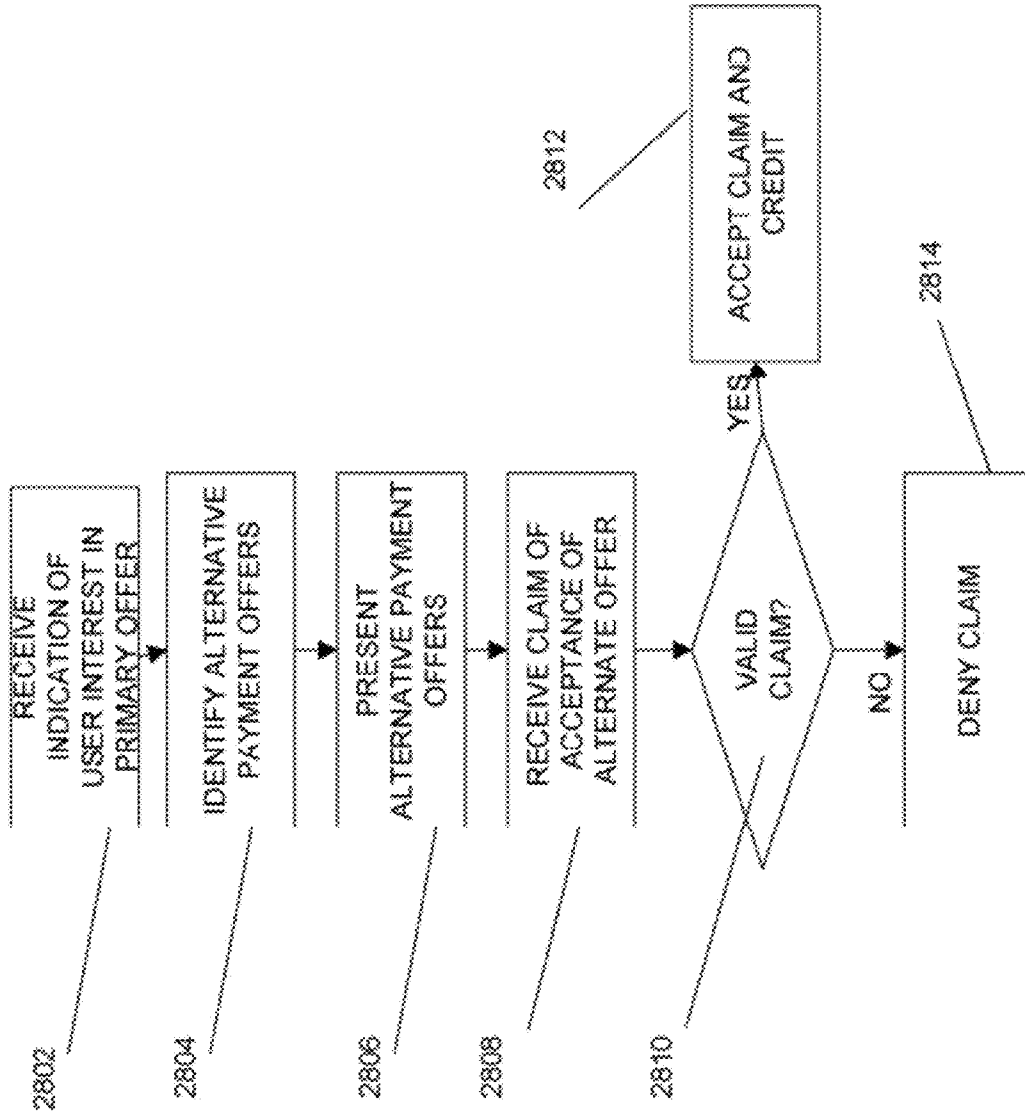 2802
RECEIVE
INDICATION OF
USER INTEREST IN
PRIMARY OFFER
2804
IDENTIFY ALTERNATIVE
PAYMENT OFFERS
2806
PRESENT
ALTERNATIVE PAYMENT
OFFERS
2808
RECEIVE CLAIM OF
ACCEPTANCE OF
ALTERNATE OFFER
2810
VALID
CLAIM?
YES
2812
ACCEPT CLAIM AND
CREDIT
NO
DENY CLAIM
2814